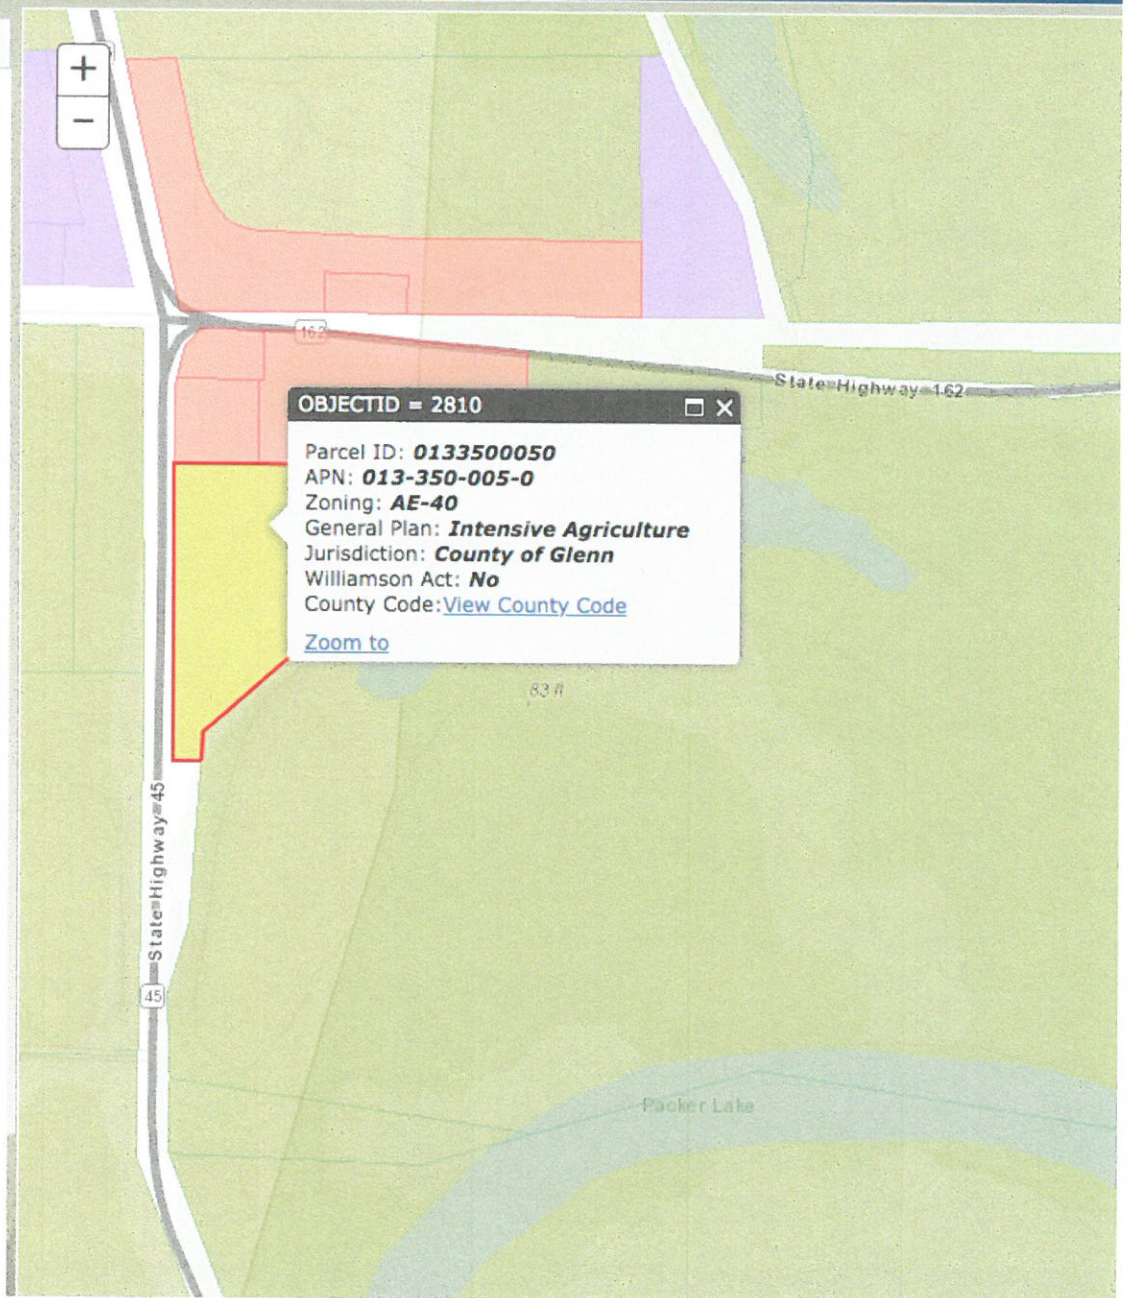 +
−
162
State Highway 162
OBJECTID = 2810
Parcel ID: 0133500050
APN: 013-350-005-0
Zoning: AE-40
General Plan: Intensive Agriculture
Jurisdiction: County of Glenn
Williamson Act: No
County Code:View County Code
Zoom to
83 ft
State Highway 45
45
Packer Lake